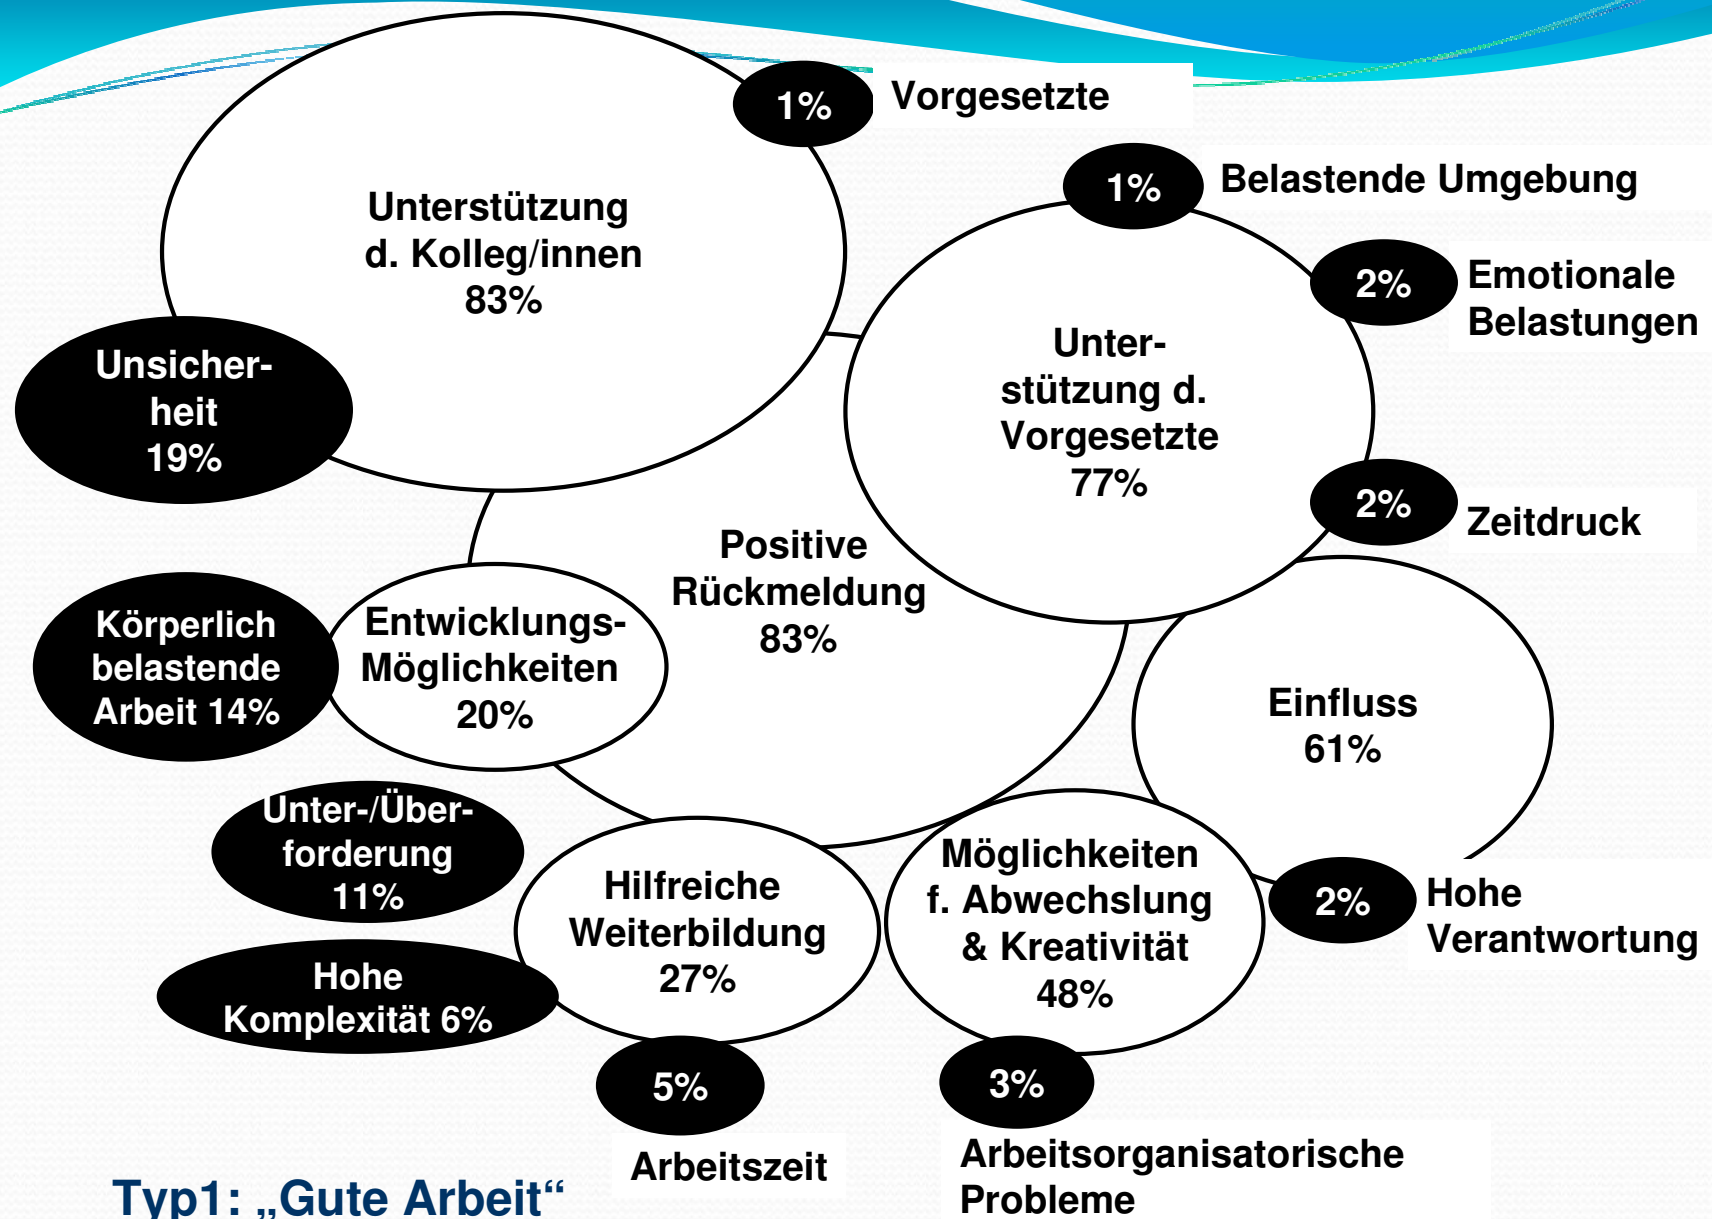 1%
Vorgesetzte
Unterstützung
d. Kolleg/innen
83%
1%
Belastende Umgebung
2%
Emotionale
Belastungen
Unsicher-
heit
19%
Unter-
stützung d.
Vorgesetzte
77%
2%
Zeitdruck
Positive
Rückmeldung
83%
Körperlich
belastende
Arbeit 14%
Entwicklungs-
Möglichkeiten
20%
Einfluss
61%
Unter-/Über-
forderung
11%
Hilfreiche
Weiterbildung
27%
Möglichkeiten
f. Abwechslung
& Kreativität
48%
2%
Hohe
Verantwortung
Hohe
Komplexität 6%
5%
Arbeitszeit
3%
Arbeitsorganisatorische
Probleme
Typ1: „Gute Arbeit“